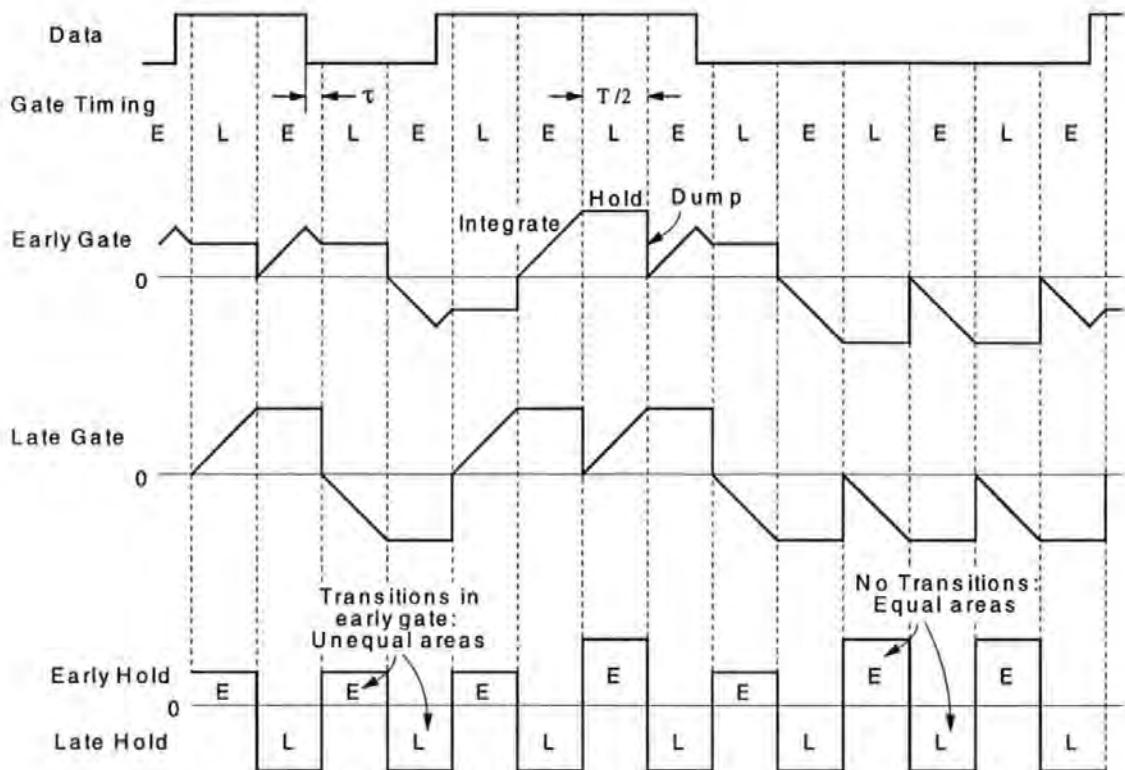 Data
Gate Timing
τ
T/2
E L E L E L E L E L E L E L E
Hold
Dump
Integrate
Early Gate
0
Late Gate
0
Transitions in
early gate:
Unequal areas
No Transitions:
Equal areas
Early Hold
E E E E E E E
0
Late Hold
L L L L L L L